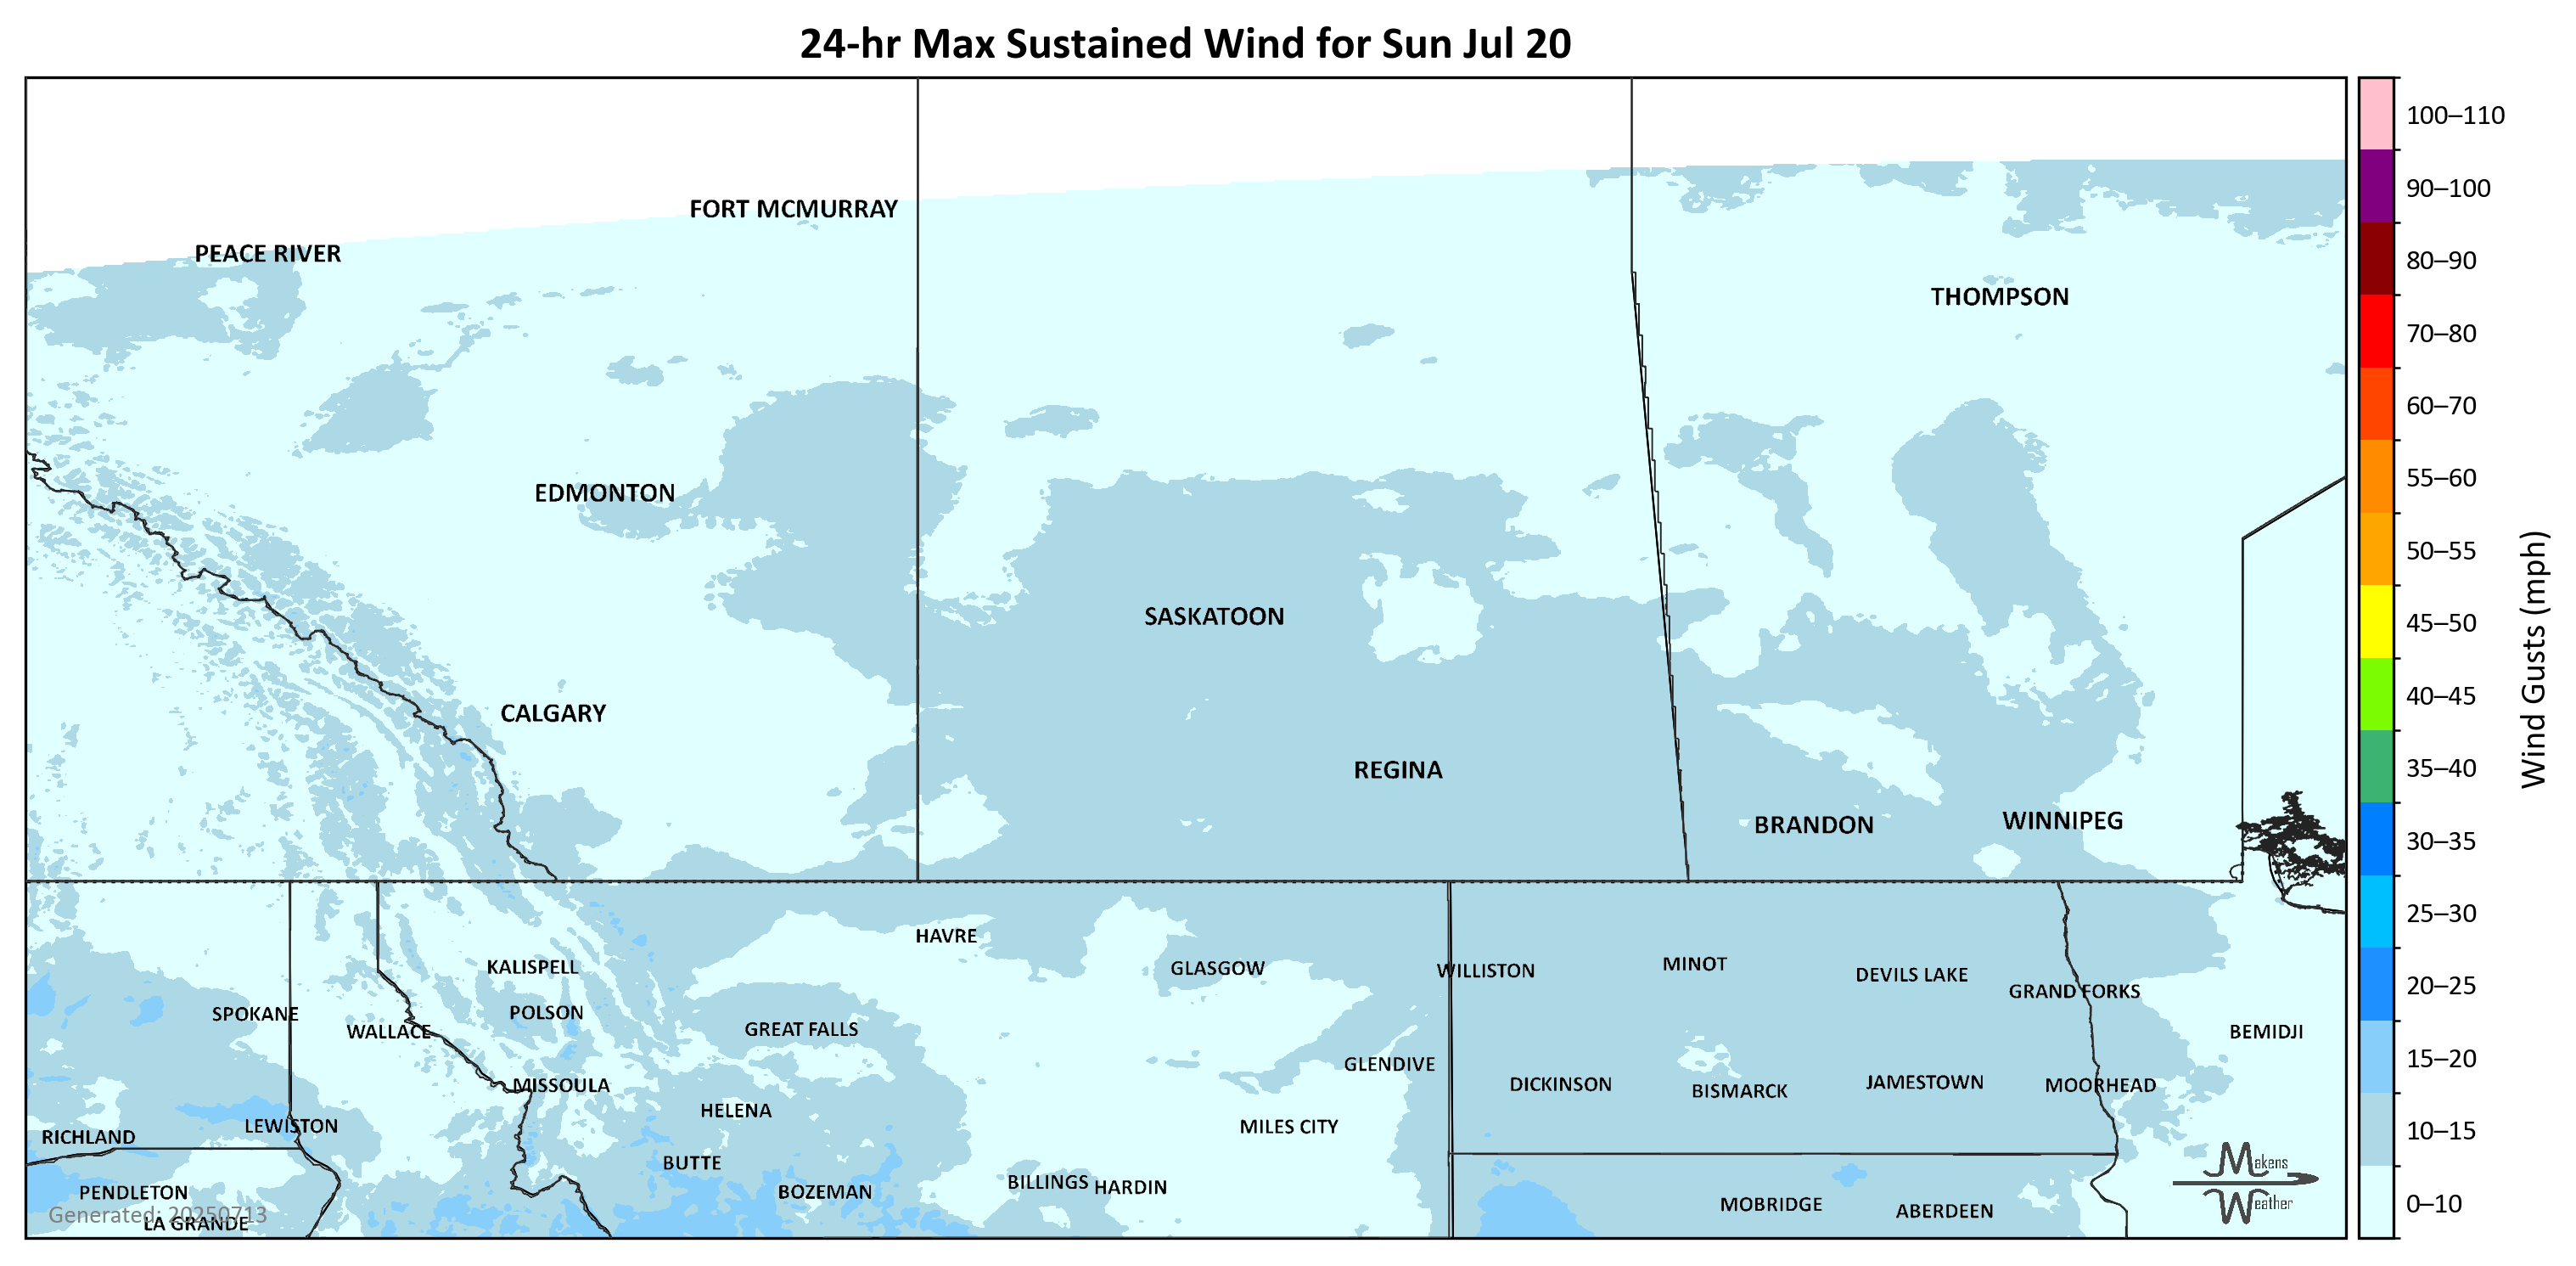 24-hr Max Sustained Wind for Sun Jul 20
100–110
FORT MCMURRAY
90–100
PEACE RIVER
80–90
THOMPSON
70–80
60–70
EDMONTON
55–60
50–55
SASKATOON
45–50
Wind Gusts (mph)
CALGARY
40–45
REGINA
35–40
BRANDON
WINNIPEG
30–35
HAVRE
25–30
KALISPELL
GLASGOW
WILLISTON
MINOT
DEVILS LAKE
GRAND FORKS
20–25
SPOKANE
POLSON
WALLACE
GREAT FALLS
BEMIDJI
15–20
GLENDIVE
MISSOULA
DICKINSON
BISMARCK
JAMESTOWN
MOORHEAD
HELENA
LEWISTON
MILES CITY
10–15
RICHLAND
BUTTE
Makens
Weather
PENDLETON
BOZEMAN
BILLINGS
HARDIN
MOBRIDGE
ABERDEEN
0–10
Generated: 20250713
LA GRANDE